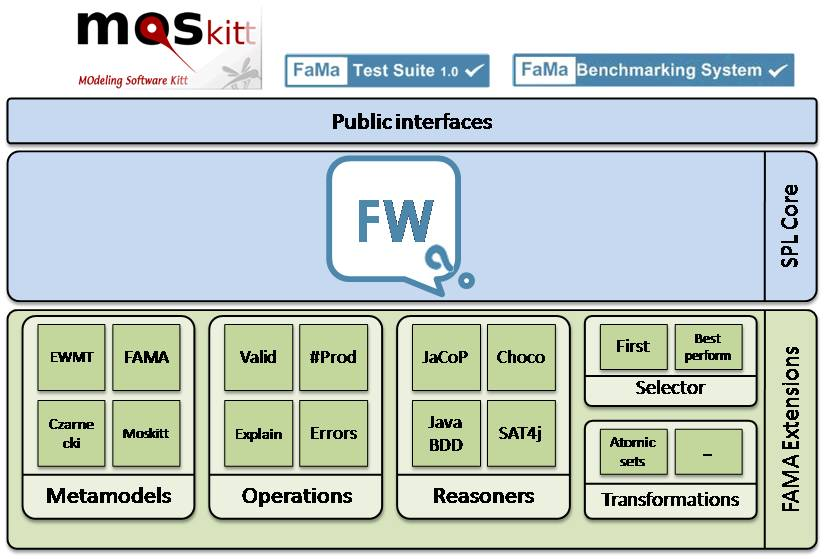 mosKitt
MOdeling Software Kitt
FaMa Test Suite 1.0
FaMa Benchmarking System
Public interfaces
FW
SPL Core
EWMT FAMA
Czarne
cki
Moskitt
Metamodels
Valid #Prod
Explain Errors
Operations
JaCoP Choco
Java
BDD
SAT4j
Reasoners
First
Best
perform
Selector
Atomic
sets
–
Transformations
FAMA Extensions